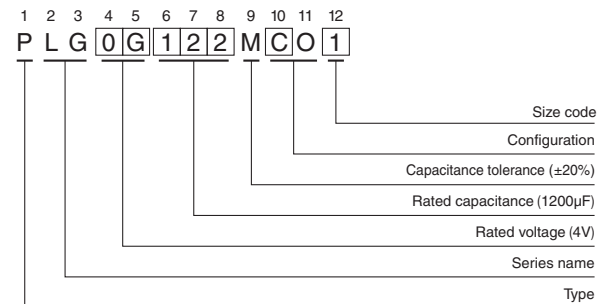 1 2 3 4 5 6 7 8 9 10 11 12
P L G 0 G 1 2 2 M C O 1
Size code
Configuration
Capacitance tolerance (±20%)
Rated capacitance (1200µF)
Rated voltage (4V)
Series name
Type